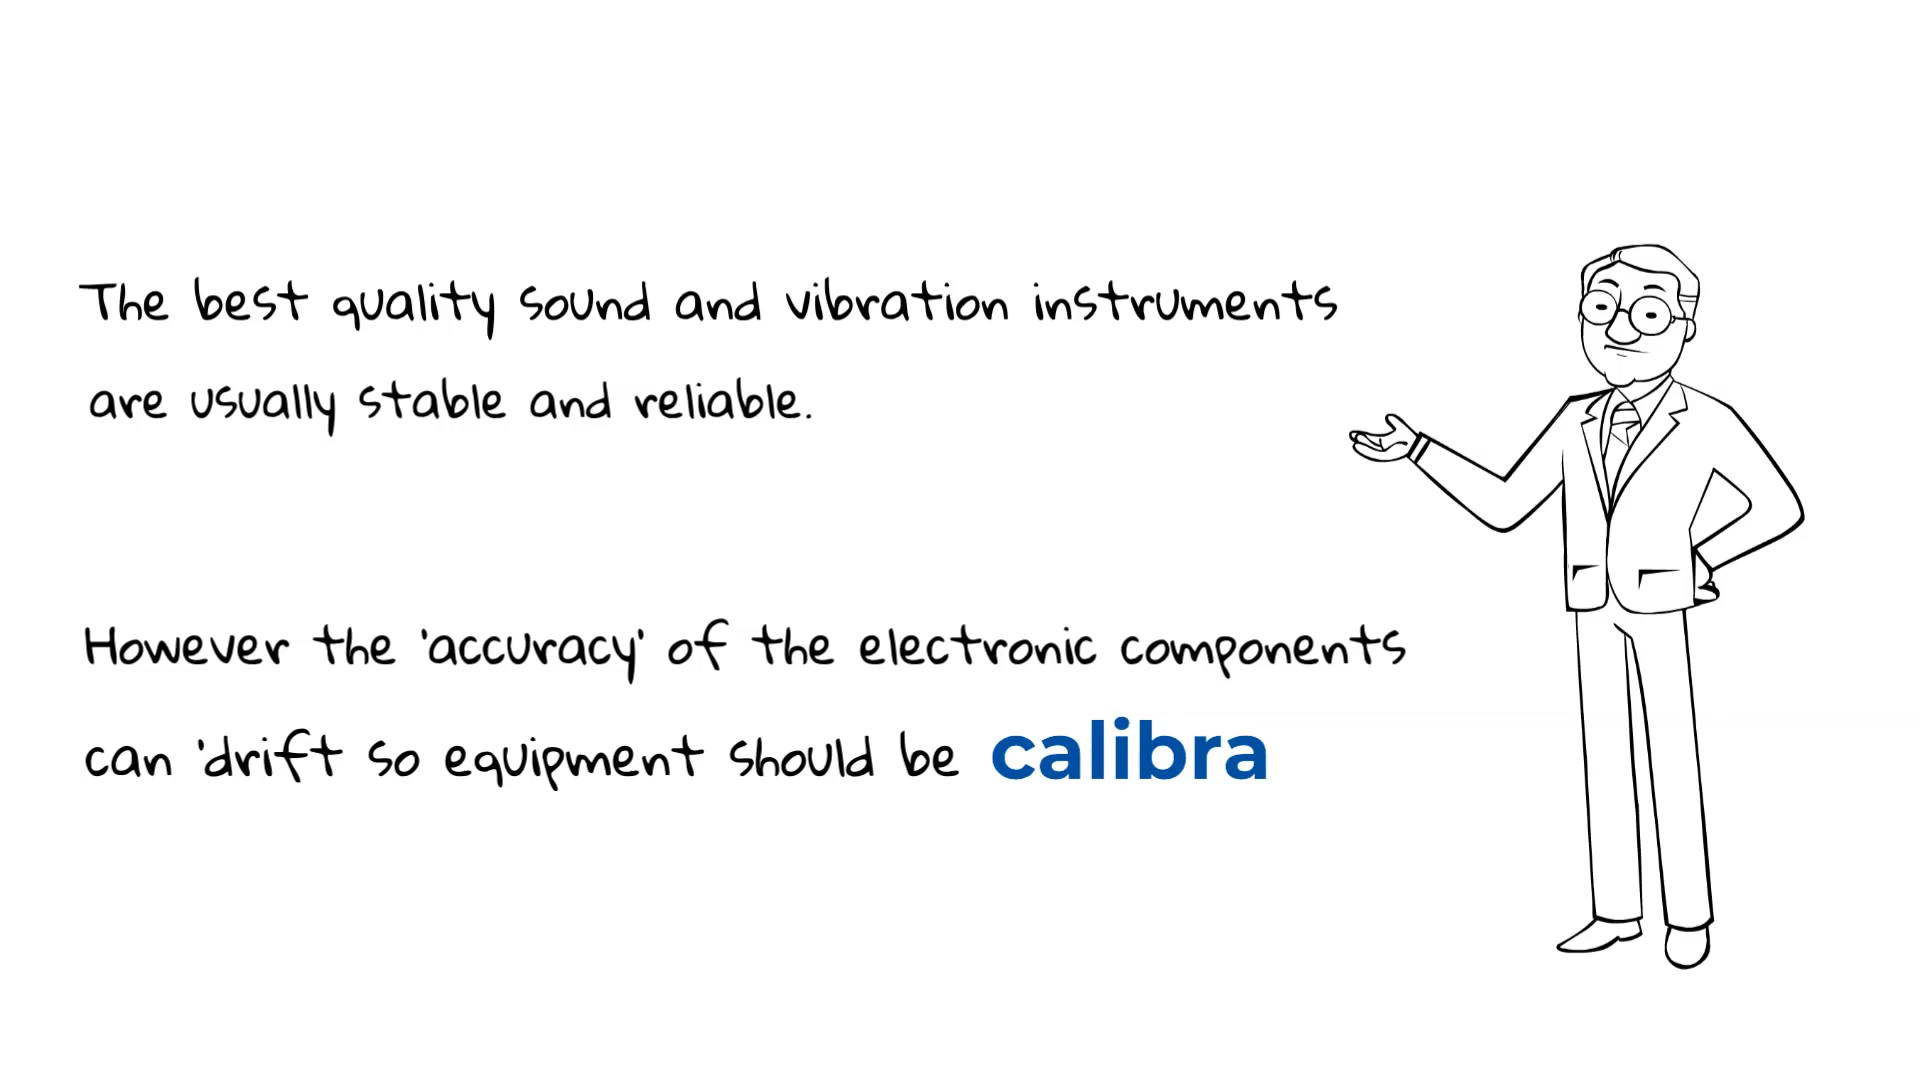 The best quality sound and vibration instruments
are usually stable and reliable.
However the 'accuracy' of the electronic components
can 'drift so equipment should be calibra